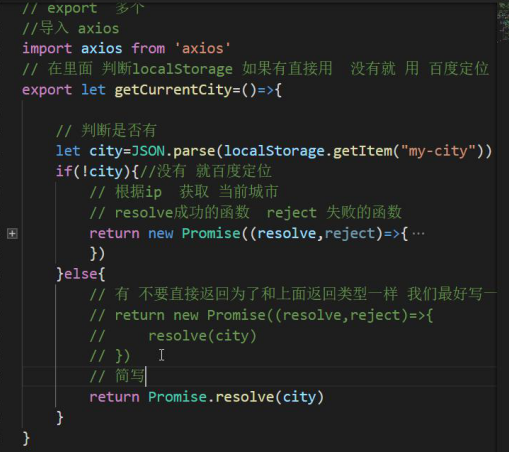 // export 多个
//导入 axios
import axios from 'axios'
// 在里面 判断localStorage 如果有直接用 没有就 用 百度定位
export let getCurrentCity=()=>{
// 判断是否有
let city=JSON.parse(localStorage.getItem("my-city"))
if(!city){//没有 就百度定位
// 根据ip 获取 当前城市
// resolve成功的函数 reject 失败的函数
return new Promise((resolve,reject)=>{…
})
}else{
// 有 不要直接返回为了和上面返回类型一样 我们最好写一
// return new Promise((resolve,reject)=>{
// resolve(city)
// })
// 简写
return Promise.resolve(city)
}
}